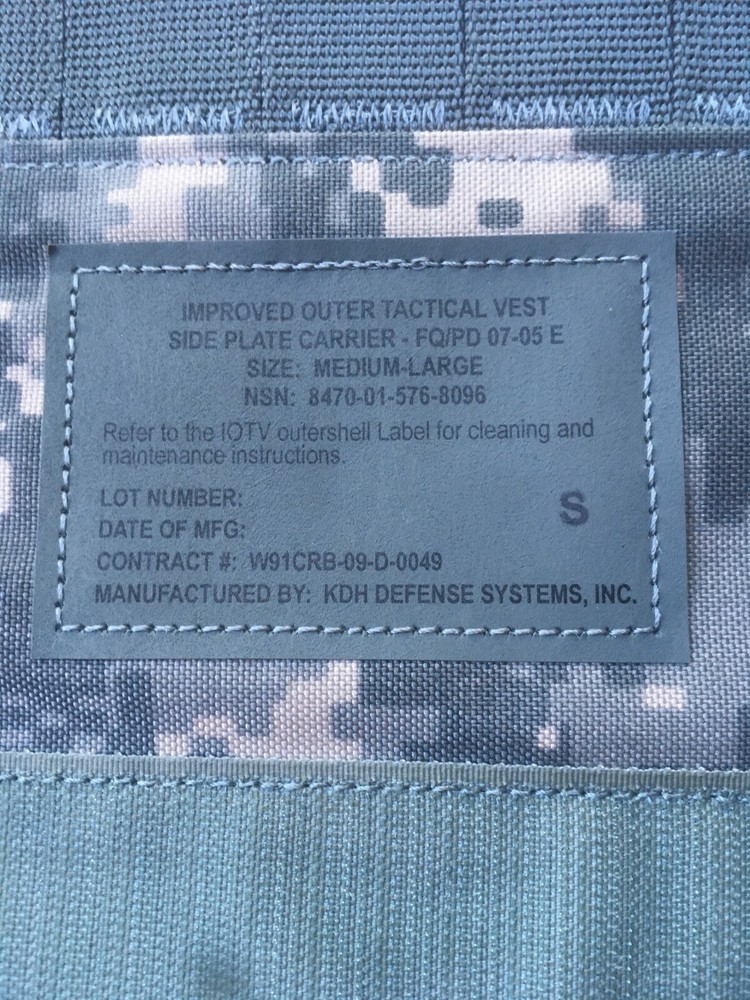 IMPROVED OUTER TACTICAL VEST
SIDE PLATE CARRIER - FQ/PD 07-05 E
SIZE: MEDIUM-LARGE
NSN: 8470-01-576-8096
Refer to the IOTV outershell Label for cleaning and
maintenance instructions.
LOT NUMBER:
S
DATE OF MFG:
CONTRACT #: W91CRB-09-D-0049
MANUFACTURED BY: KDH DEFENSE SYSTEMS, INC.